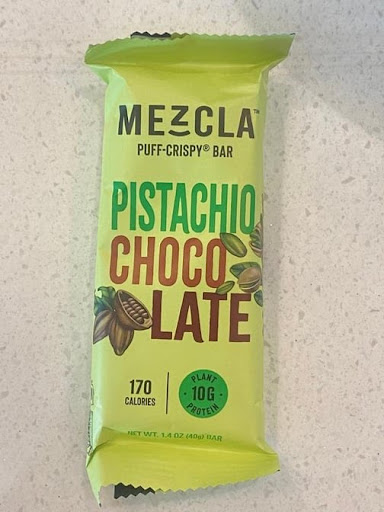 MEZCLA™
PUFF-CRISPY® BAR
PISTACHIO
CHOCO
LATE
170
CALORIES
PLANT
10G
PROTEIN
NET WT. 1.4 OZ (40g) BAR